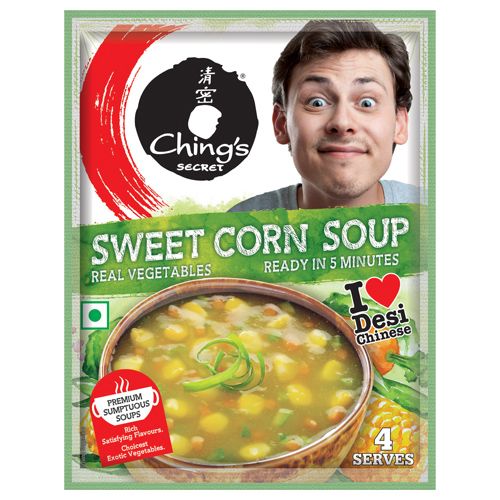 清
密
Ching's
SECRET
®
SWEET CORN SOUP
REAL VEGETABLES READY IN 5 MINUTES
I ❤
Desi
Chinese
PREMIUM
SUMPTUOUS
SOUPS
Rich
Satisfying Flavours.
Choicest
Exotic Vegetables.
4
SERVES